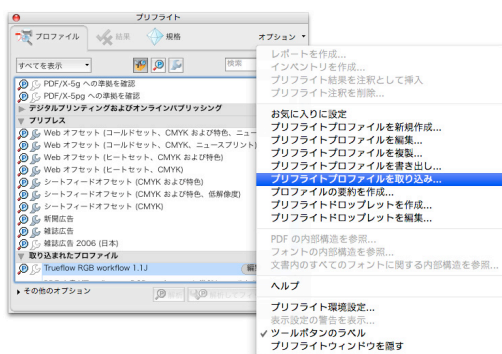 プリフライト
プロファイル
結果
規格
オプション
すべてを表示
検索
PDF/X-5g への準拠を確認
PDF/X-5pg への準拠を確認
デジタルプリンティングおよびオンラインパブリッシング
プリプレス
Web オフセット (コールドセット、CMYK および特色、ニュー
Web オフセット (コールドセット、CMYK、ニュースプリント)
Web オフセット (ヒートセット、CMYK および特色)
Web オフセット (ヒートセット、CMYK)
シートフィードオフセット (CMYK および特色)
シートフィードオフセット (CMYK および特色、低解像度)
シートフィードオフセット (CMYK)
新聞広告
雑誌広告
雑誌広告 2006 (日本)
取り込まれたプロファイル
Trueflow RGB workflow 1.1J
その他のオプション
レポートを作成...
インベントリを作成...
プリフライト結果を注釈として挿入
プリフライト注釈を削除...
お気に入りに設定
プリフライトプロファイルを新規作成...
プリフライトプロファイルを編集...
プリフライトプロファイルを複製...
プリフライトプロファイルを書き出し...
プリフライトプロファイルを取り込み...
プロファイルの要約を作成...
プリフライトドロップレットを作成...
プリフライトドロップレットを編集...
PDF の内部構造を参照...
フォントの内部構造を参照...
文書内のすべてのフォントに関する内部構造を参照...
ヘルプ
プリフライト環境設定...
表示設定の警告を表示...
ツールボタンのラベル
プリフライトウィンドウを隠す